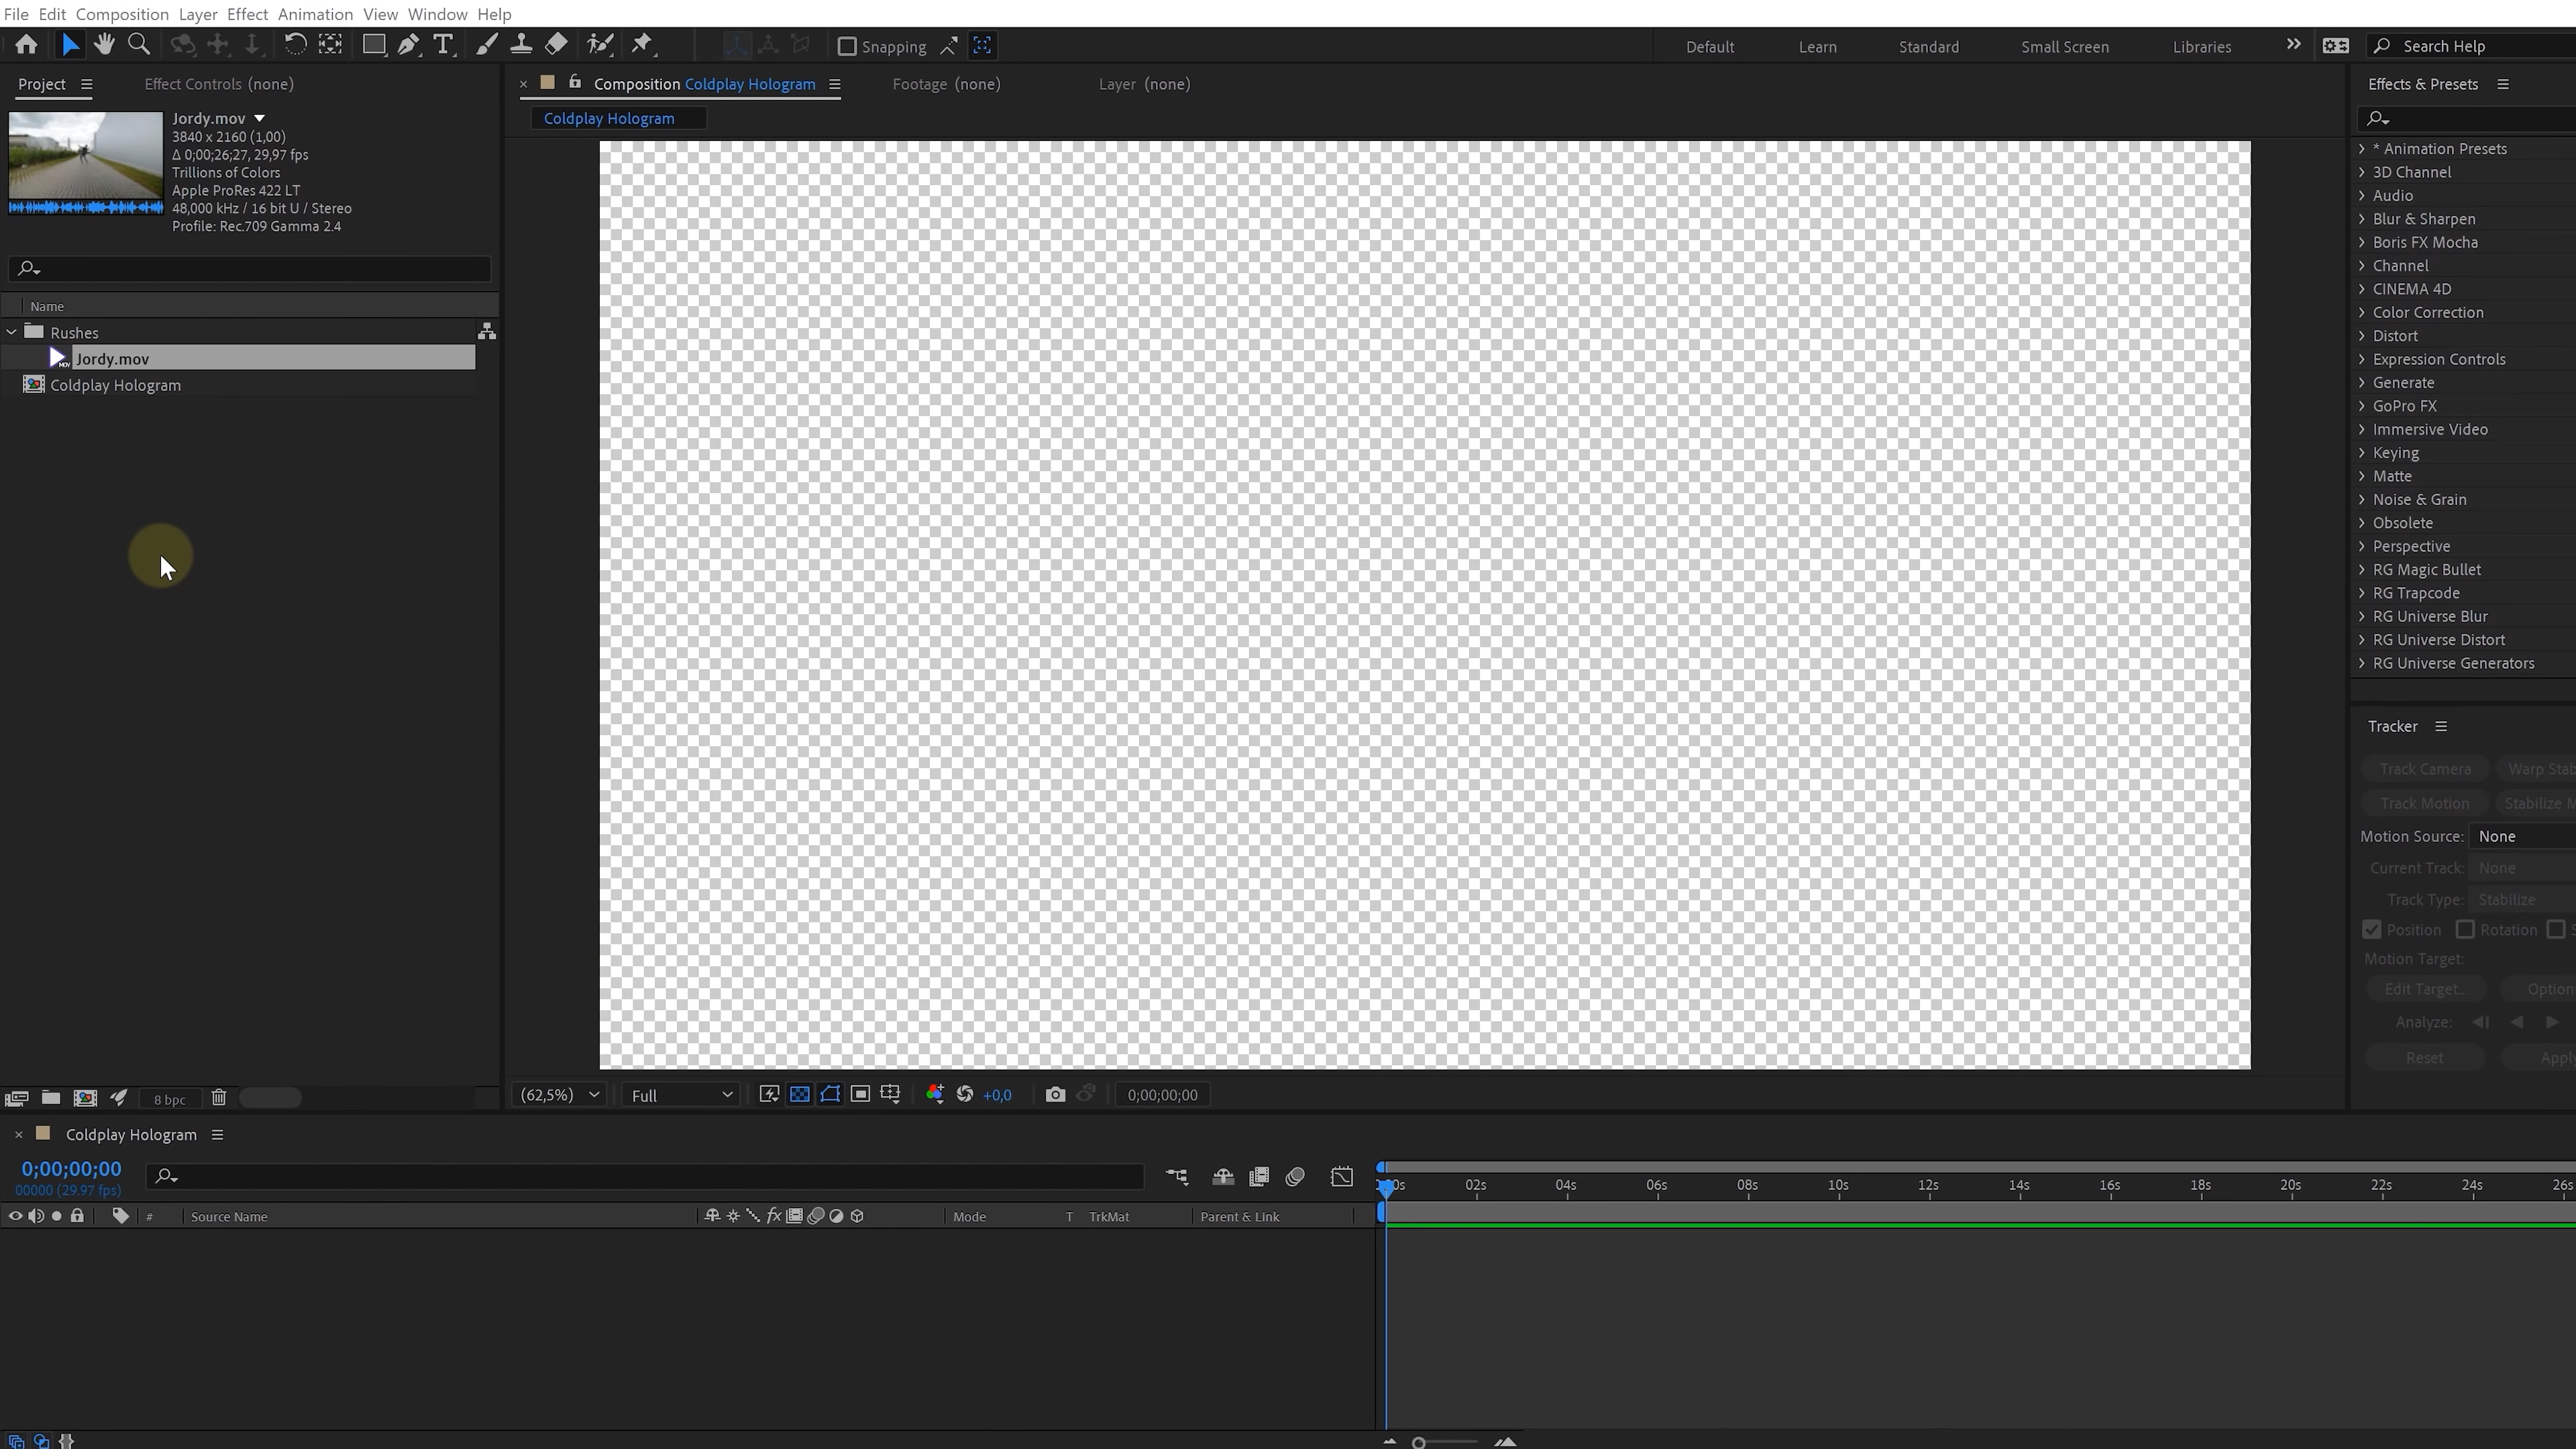 File Edit Composition Layer Effect Animation View Window Help
Snapping
Default Learn Standard Small Screen Libraries
Search Help
Project
Effect Controls (none)
Composition Coldplay Hologram
Footage (none)
Layer (none)
Effects & Presets
Coldplay Hologram
Jordy.mov
3840 x 2160 (1,00)
Δ 0;00;26;27, 29,97 fps
Trillions of Colors
Apple ProRes 422 LT
48,000 kHz / 16 bit U / Stereo
Profile: Rec.709 Gamma 2.4
Name
Rushes
Jordy.mov
Coldplay Hologram
* Animation Presets
3D Channel
Audio
Blur & Sharpen
Boris FX Mocha
Channel
CINEMA 4D
Color Correction
Distort
Expression Controls
Generate
GoPro FX
Immersive Video
Keying
Matte
Noise & Grain
Obsolete
Perspective
RG Magic Bullet
RG Trapcode
RG Universe Blur
RG Universe Distort
RG Universe Generators
Tracker
Track Camera Warp Stab
Track Motion Stabilize M
Motion Source: None
Current Track: None
Track Type: Stabilize
Position Rotation S
Motion Target:
Edit Target... Option
Analyze:
Reset Apply
8 bpc
(62,5%) Full +0,0 0;00;00;00
Coldplay Hologram
0;00;00;00
00000 (29.97 fps)
# Source Name Mode T TrkMat Parent & Link
02s 04s 06s 08s 10s 12s 14s 16s 18s 20s 22s 24s 26s